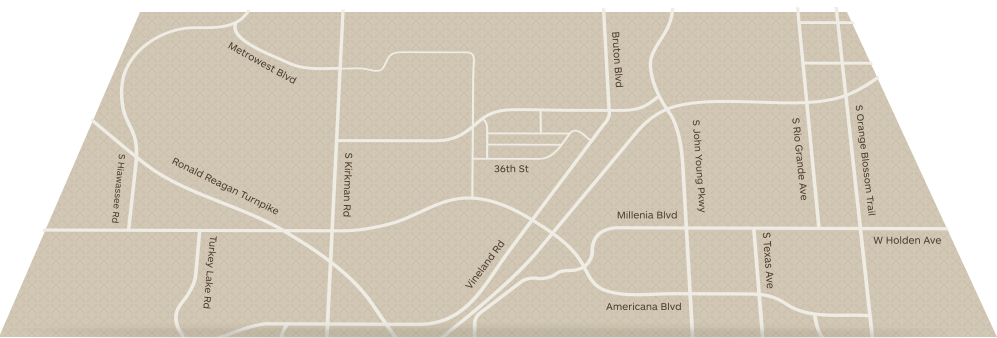 Metrowest Blvd
Bruton Blvd
S Hiawassee Rd
Ronald Reagan Turnpike
S Kirkman Rd
36th St
S John Young Pkwy
S Rio Grande Ave
S Orange Blossom Trail
Millenia Blvd
W Holden Ave
Turkey Lake Rd
Vineland Rd
S Texas Ave
Americana Blvd